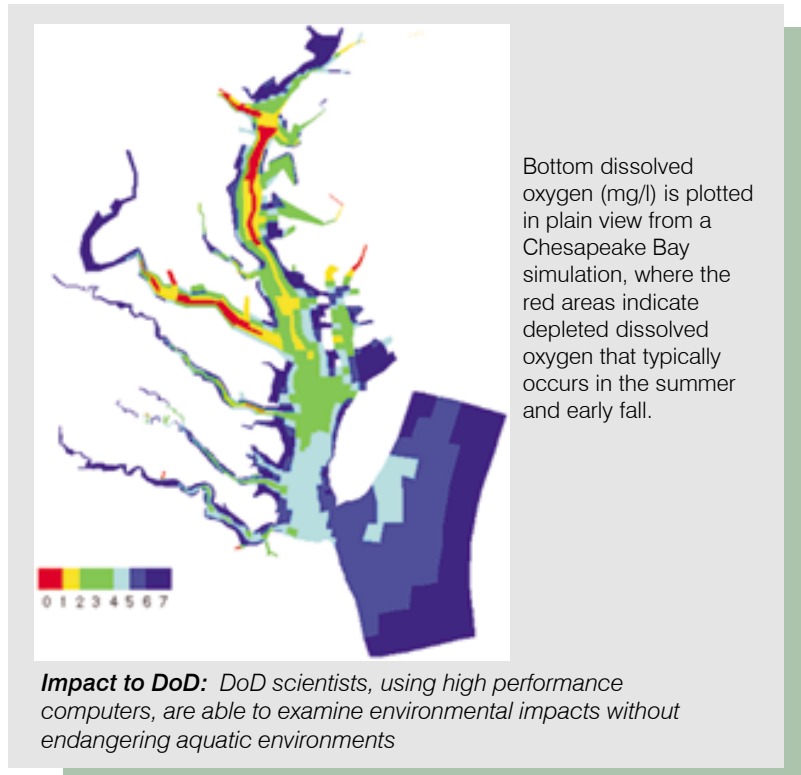 Bottom dissolved
oxygen (mg/l) is plotted
in plain view from a
Chesapeake Bay
simulation, where the
red areas indicate
depleted dissolved
oxygen that typically
occurs in the summer
and early fall.
0 1 2 3 4 5 6 7
Impact to DoD: DoD scientists, using high performance
computers, are able to examine environmental impacts without
endangering aquatic environments